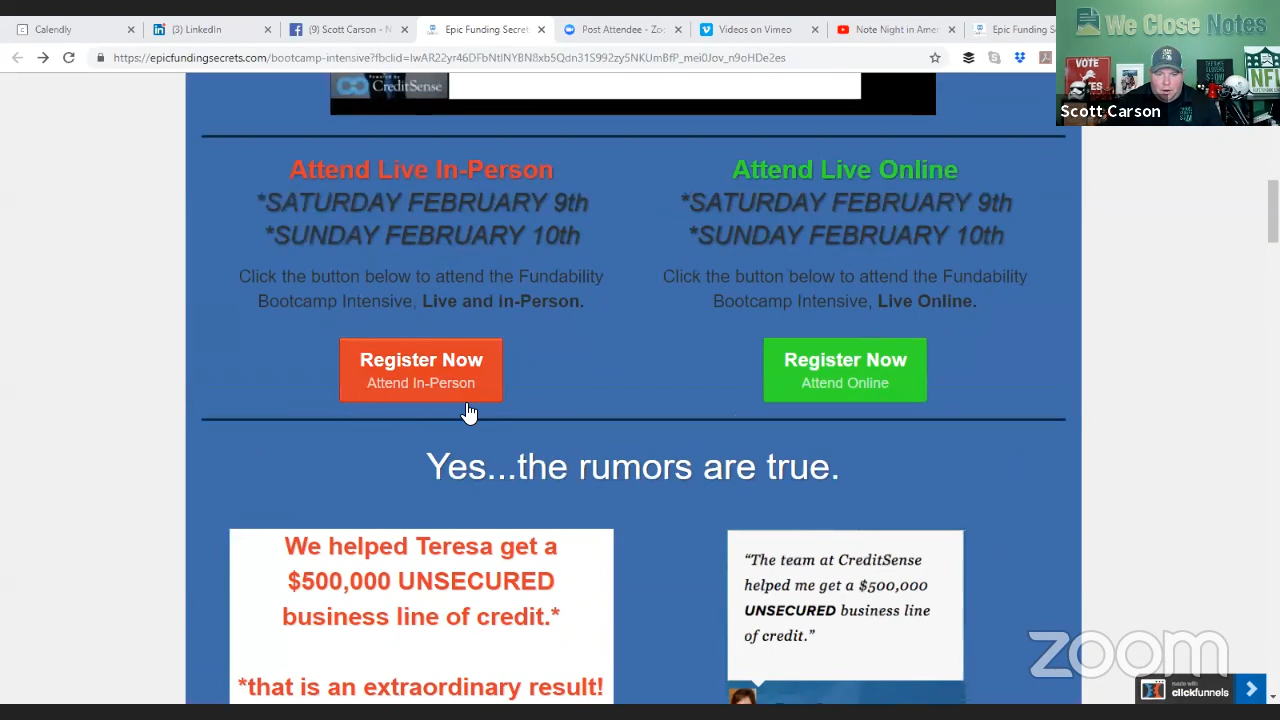 Calendly
(3) LinkedIn
(9) Scott Carson - N
Epic Funding Secret
Post Attendee - Zo
Videos on Vimeo
Night Note in Amer
Epic Funding Se
We Close Notes
VOTE
NFL
Scott Carson
https://epicfundingsecrets.com/bootcamp-intensive?fbclid=IwAR22yr46DFbNtlNYBN8xb5Qdn31S992zy5NKUmBfP_mei0Jov_n9oHDe2es
CreditSense
Attend Live In-Person
*SATURDAY FEBRUARY 9th
*SUNDAY FEBRUARY 10th
Click the button below to attend the Fundability
Bootcamp Intensive, Live and in-Person.
Register Now
Attend In-Person
Attend Live Online
*SATURDAY FEBRUARY 9th
*SUNDAY FEBRUARY 10th
Click the button below to attend the Fundability
Bootcamp Intensive, Live Online.
Register Now
Attend Online
Yes...the rumors are true.
We helped Teresa get a
$500,000 UNSECURED
business line of credit.*
*that is an extraordinary result!
“The team at CreditSense
helped me get a $500,000
UNSECURED business line
of credit.”
zoom
made with
clickfunnels